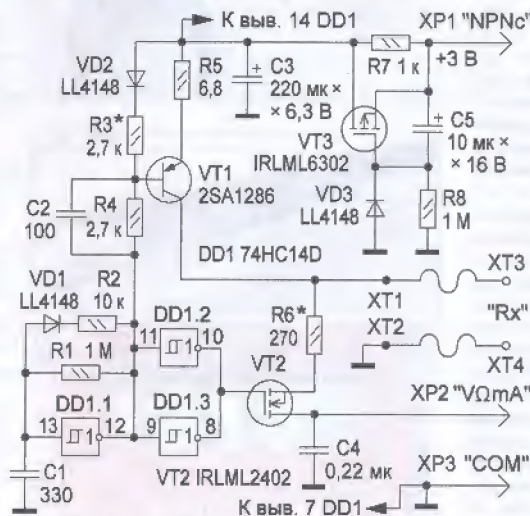 К выв. 14 DD1
XP1 "NPNc"
VD2
LL4148
R5
6,8
C3
220 мк ×
× 6,3 В
R7 1 к
+3 В
R3*
2,7 к
VT1
2SA1286
VT3
IRLML6302
C5
10 мк ×
× 16 В
C2
100
R4
2,7 к
VD3
LL4148
R8
1 М
DD1 74HC14D
VD1
LL4148
R2
10 к
R1 1 М
DD1.2
11
1
10
R6*
270
XT1
XT3
XT2
"Rx"
XT4
VT2
DD1.1
13
1
12
DD1.3
9
1
8
XP2 "VΩmA"
C1
330
VT2 IRLML2402
C4
0,22 мк
XP3 "COM"
К выв. 7 DD1